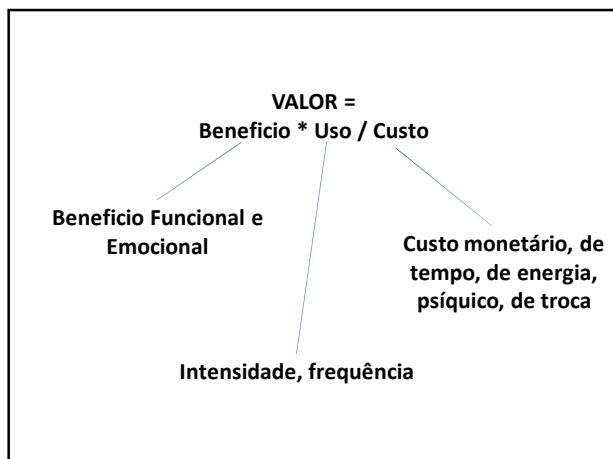 VALOR =
Beneficio * Uso / Custo
Beneficio Funcional e
Emocional
Custo monetário, de
tempo, de energia,
psíquico, de troca
Intensidade, frequência